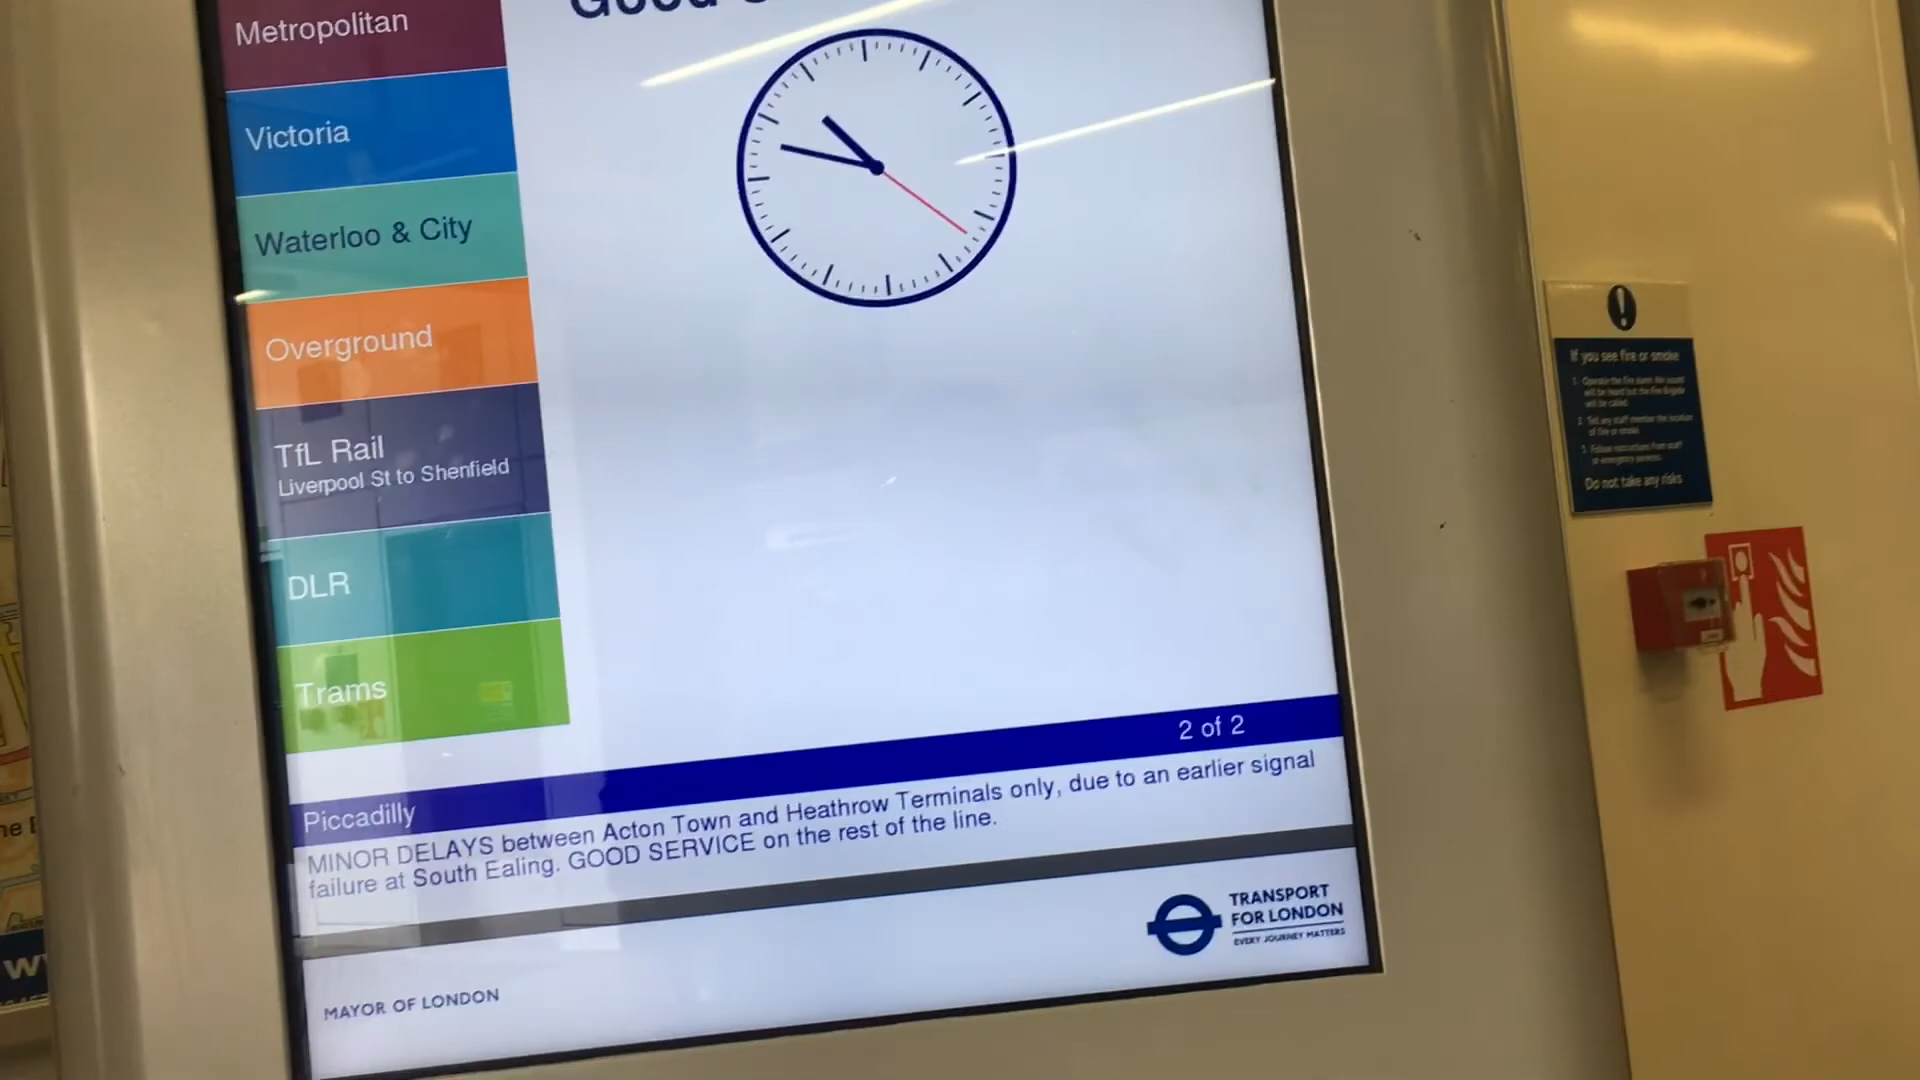 Metropolitan
Victoria
Waterloo & City
Overground
TfL Rail
Liverpool St to Shenfield
DLR
Trams
2 of 2
Piccadilly
MINOR DELAYS between Acton Town and Heathrow Terminals only, due to an earlier signal
failure at South Ealing. GOOD SERVICE on the rest of the line.
TRANSPORT
FOR LONDON
EVERY JOURNEY MATTERS
MAYOR OF LONDON
If you see fire or smoke
Do not take any risks